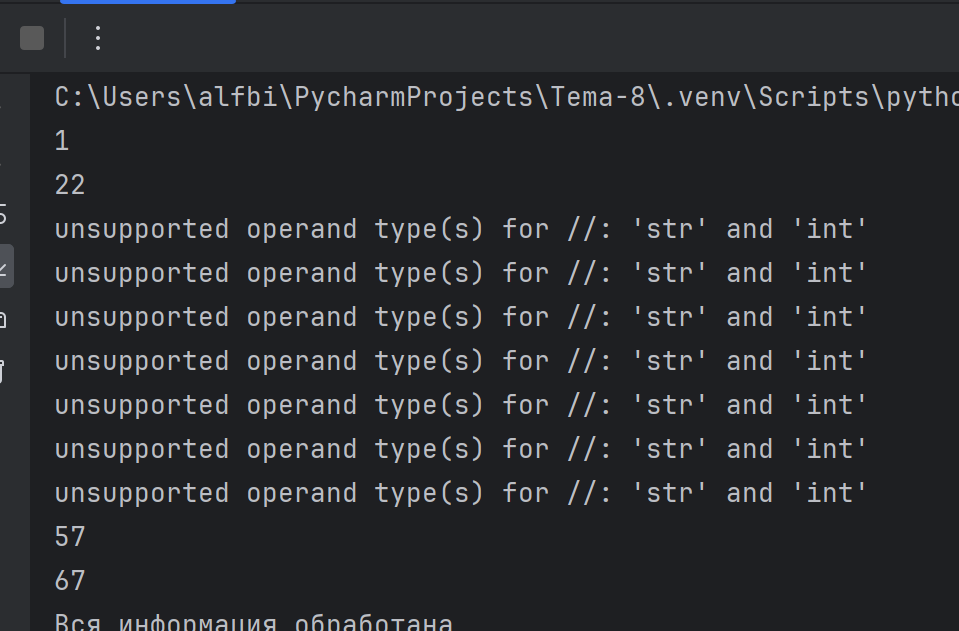 C:\Users\alfbi\PycharmProjects\Tema-8\.venv\Scripts\pytho
1
22
unsupported operand type(s) for //: 'str' and 'int'
unsupported operand type(s) for //: 'str' and 'int'
unsupported operand type(s) for //: 'str' and 'int'
unsupported operand type(s) for //: 'str' and 'int'
unsupported operand type(s) for //: 'str' and 'int'
unsupported operand type(s) for //: 'str' and 'int'
unsupported operand type(s) for //: 'str' and 'int'
57
67
Вся информация обработана